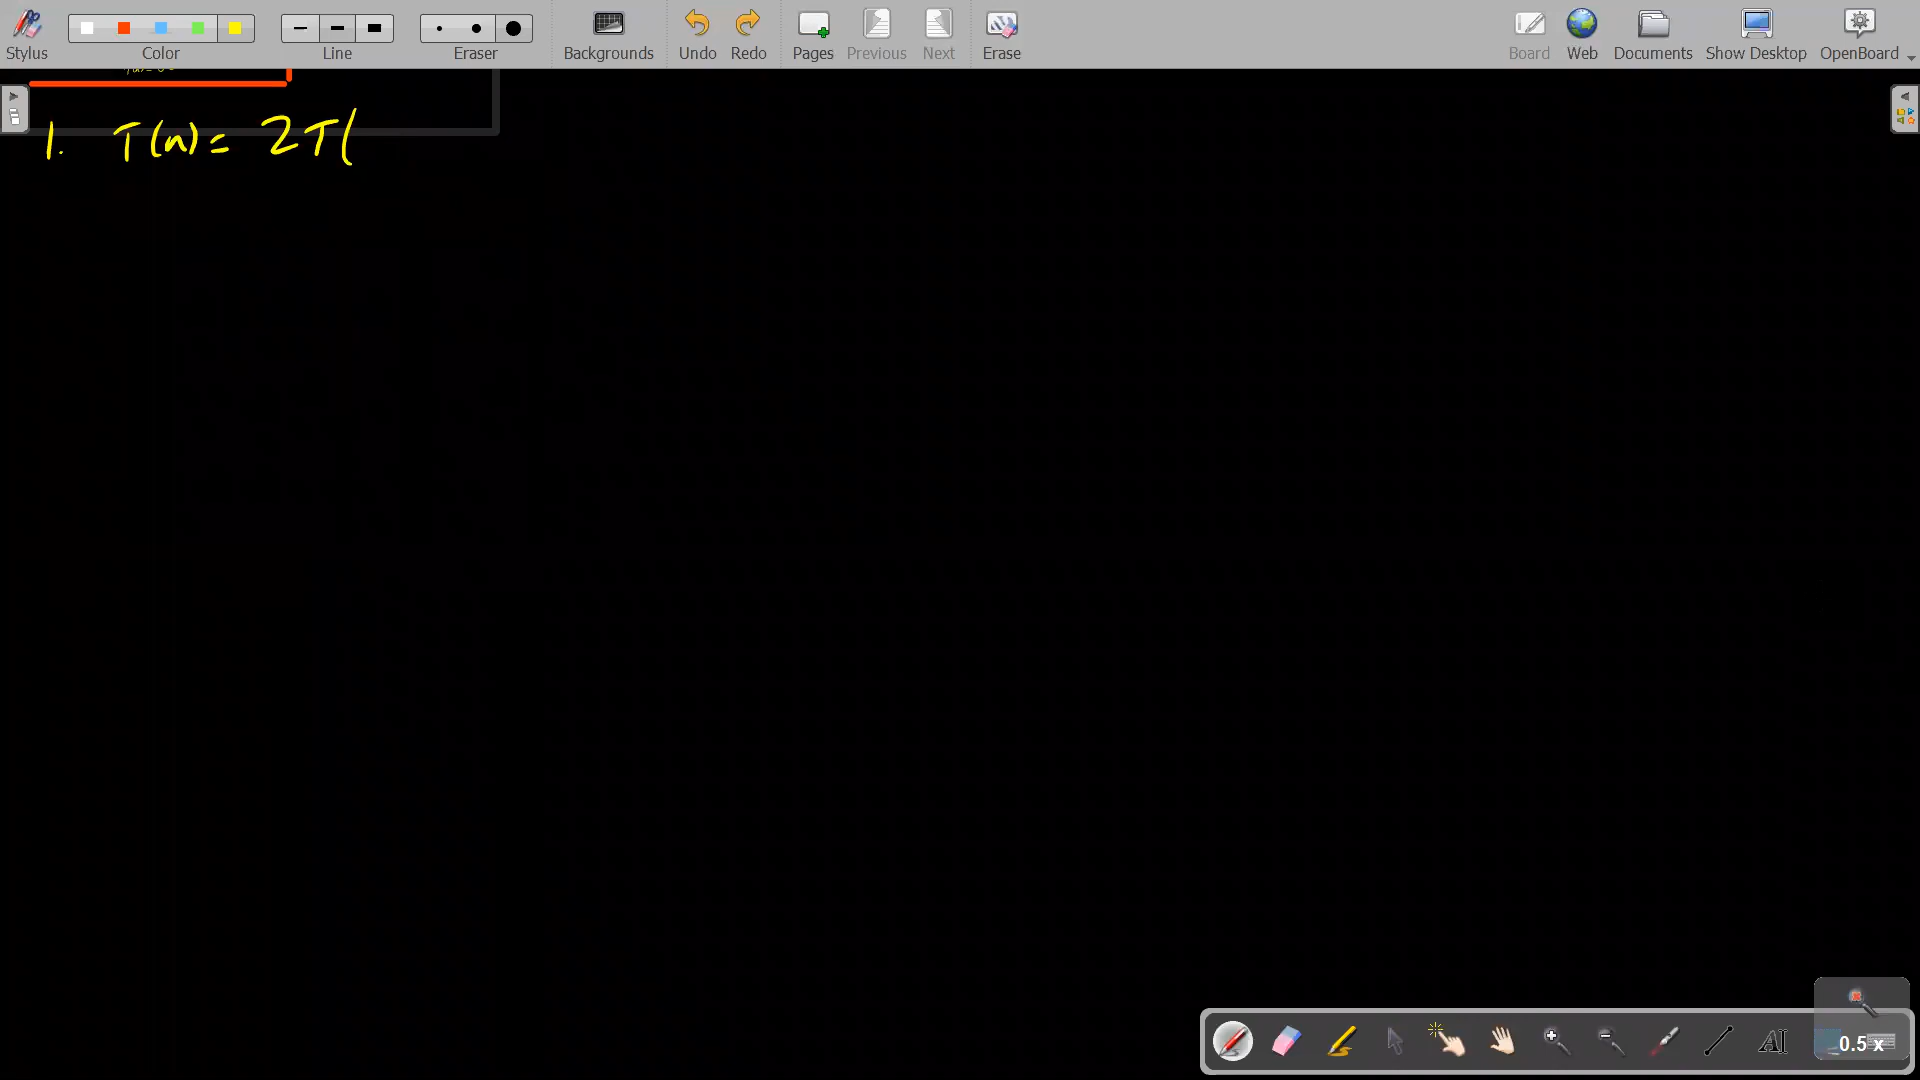 Stylus Color Line Eraser Backgrounds Undo Redo Pages Previous Next Erase Board Web Documents Show Desktop OpenBoard
1. T(n) = 2T(
0.5 x